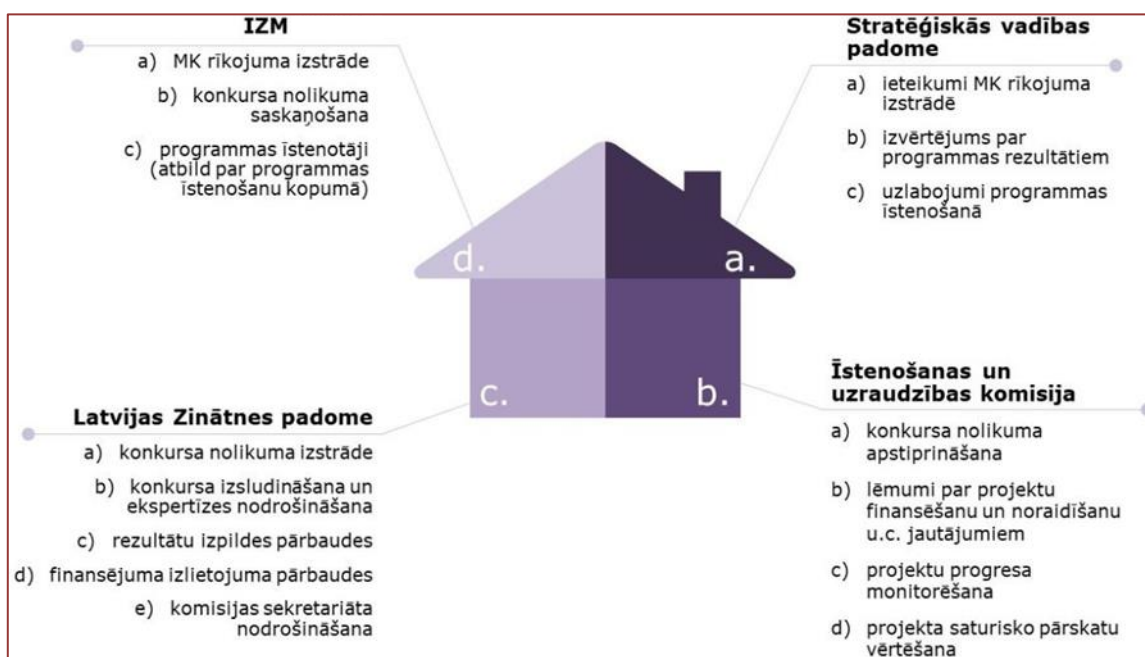 IZM
a) MK rīkojuma izstrāde
b) konkursa nolikuma
saskaņošana
c) programmas īstenotāji
(atbild par programmas
īstenošanu kopumā)
Stratēģiskās vadības
padome
a) ieteikumi MK rīkojuma
izstrādē
b) izvērtējums par
programmas rezultātiem
c) uzlabojumi programmas
īstenošanā
d.
a.
c.
b.
Latvijas Zinātnes padome
a) konkursa nolikuma izstrāde
b) konkursa izsludināšana un
ekspertīzes nodrošināšana
c) rezultātu izpildes pārbaudes
d) finansējuma izlietojuma pārbaudes
e) komisijas sekretariāta
nodrošināšana
Īstenošanas un
uzraudzības komisija
a) konkursa nolikuma
apstiprināšana
b) lēmumi par projektu
finansēšanu un noraidīšanu
u.c. jautājumiem
c) projektu progresa
monitorēšana
d) projekta saturisko pārskatu
vērtēšana